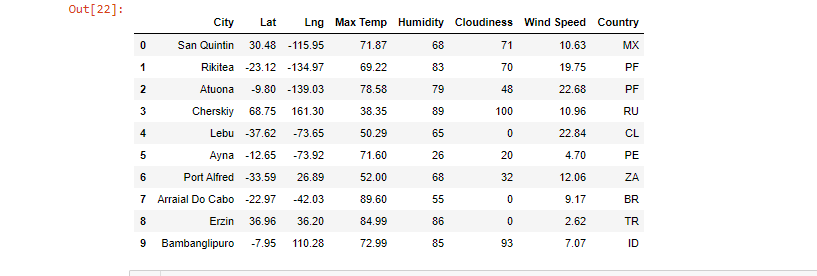 Out[22]:
City Lat Lng Max Temp Humidity Cloudiness Wind Speed Country
0 San Quintin 30.48 -115.95 71.87 68 71 10.63 MX
1 Rikitea -23.12 -134.97 69.22 83 70 19.75 PF
2 Atuona -9.80 -139.03 78.58 79 48 22.68 PF
3 Cherskiy 68.75 161.30 38.35 89 100 10.96 RU
4 Lebu -37.62 -73.65 50.29 65 0 22.84 CL
5 Ayna -12.65 -73.92 71.60 26 20 4.70 PE
6 Port Alfred -33.59 26.89 52.00 68 32 12.06 ZA
7 Arraial Do Cabo -22.97 -42.03 89.60 55 0 9.17 BR
8 Erzin 36.96 36.20 84.99 86 0 2.62 TR
9 Bambanglipuro -7.95 110.28 72.99 85 93 7.07 ID